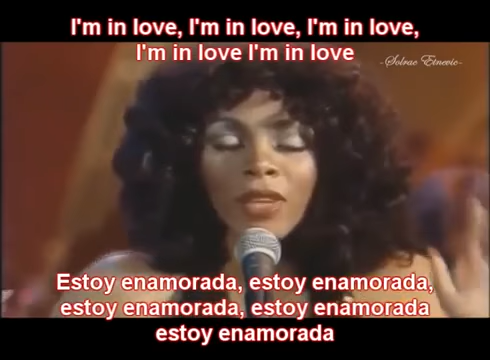 I'm in love, I'm in love, I'm in love,
I'm in love I'm in love
-Solrac Etnevic-
Estoy enamorada, estoy enamorada,
estoy enamorada, estoy enamorada
estoy enamorada